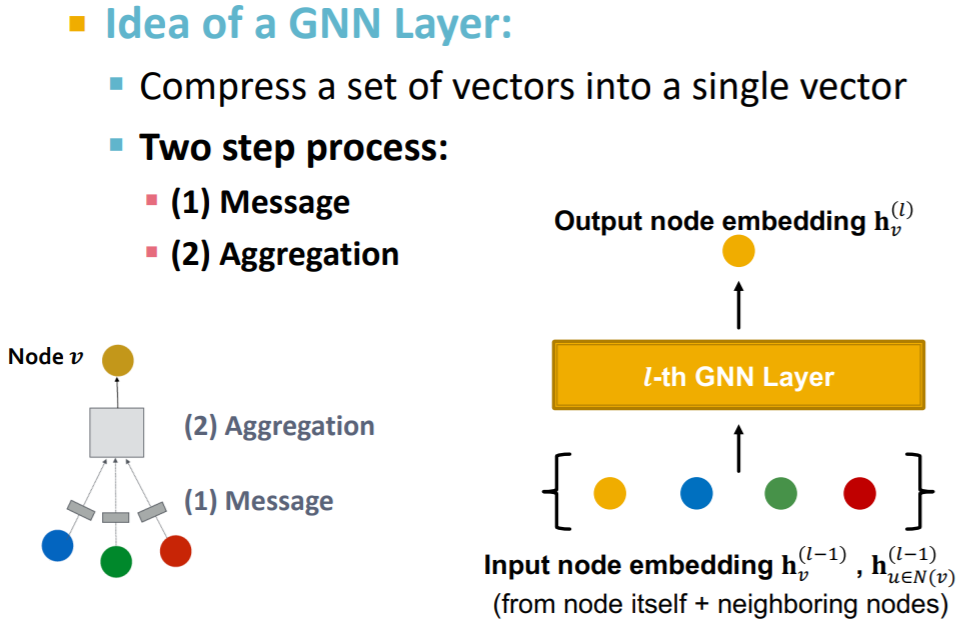 Idea of a GNN Layer:
Compress a set of vectors into a single vector
Two step process:
(1) Message
(2) Aggregation
Node 𝒗
(2) Aggregation
(1) Message
Output node embedding 𝐡_𝑣^(𝑙)
𝒍-th GNN Layer
Input node embedding 𝐡_𝑣^(𝑙−1) , 𝐡_{𝑢∈𝑁(𝑣)}^(𝑙−1)
(from node itself + neighboring nodes)